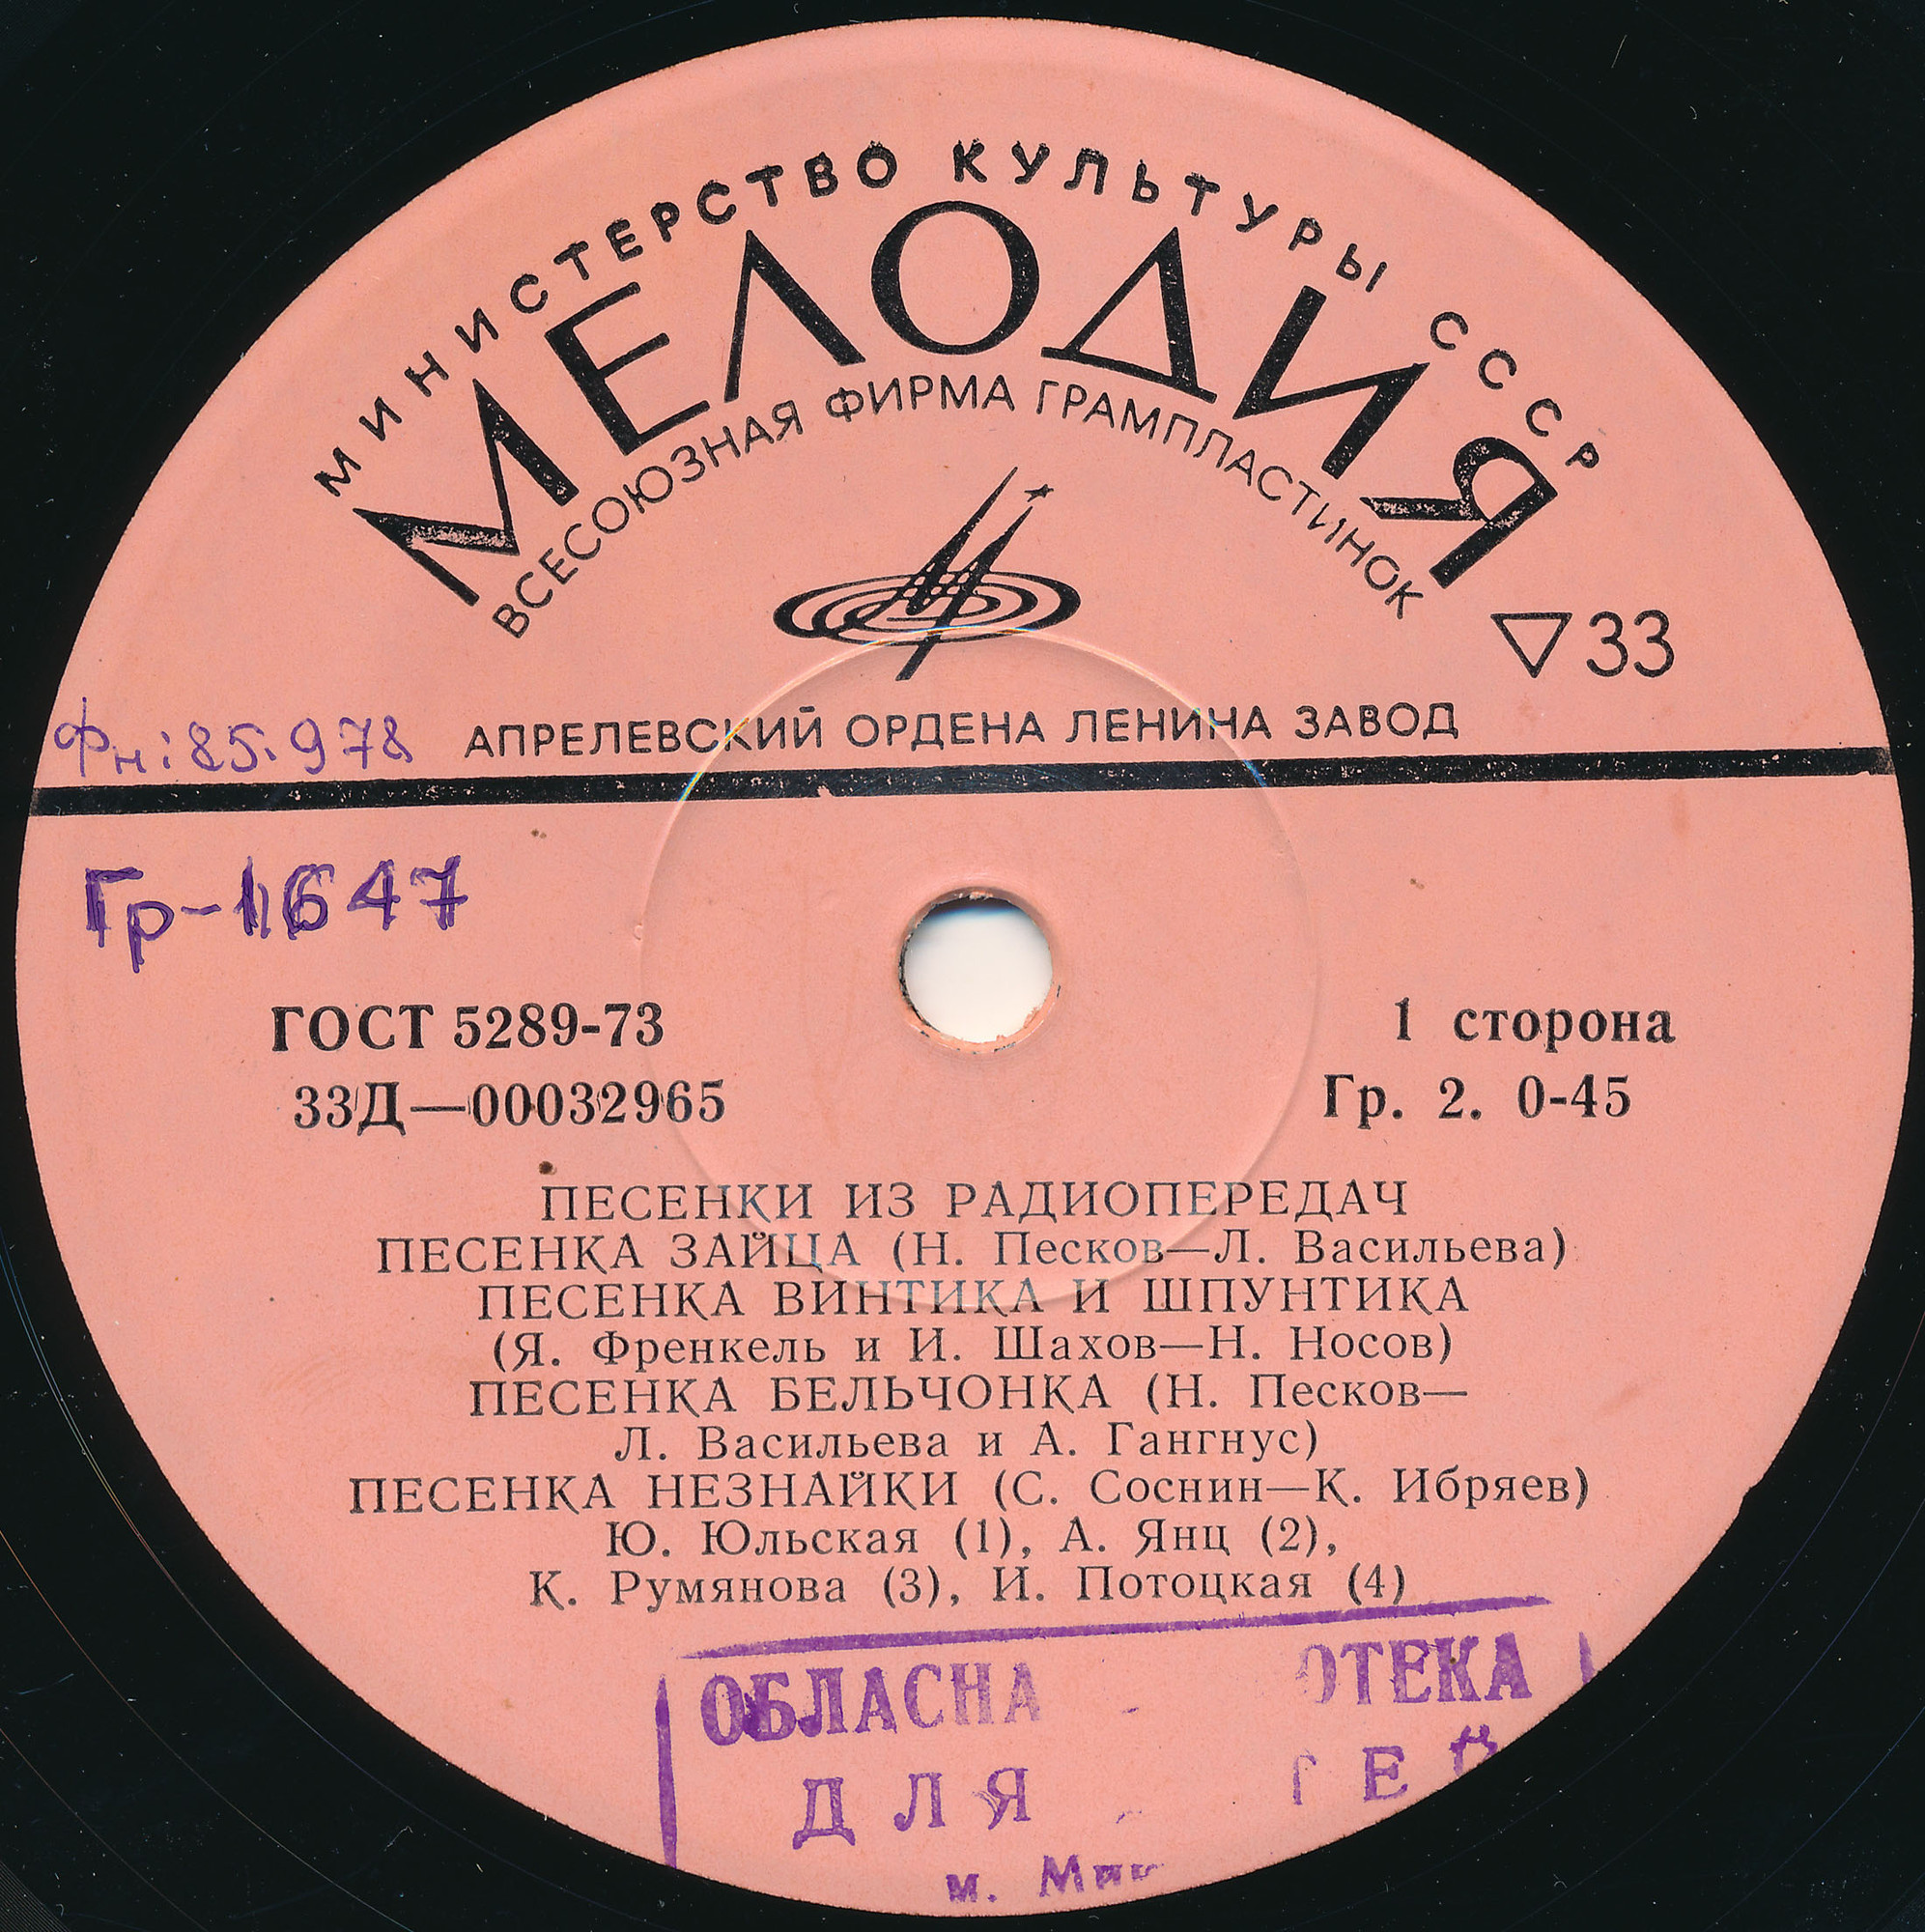 МИНИСТЕРСТВО КУЛЬТУРЫ СССР
МЕЛОДИЯ
ВСЕСОЮЗНАЯ ФИРМА ГРАМПЛАСТИНОК
▽33
АПРЕЛЕВСКИЙ ОРДЕНА ЛЕНИНА ЗАВОД
Фн:85.978
Гр-1647
ГОСТ 5289-73
1 сторона
33Д—00032965
Гр. 2. 0-45
ПЕСЕНКИ ИЗ РАДИОПЕРЕДАЧ
ПЕСЕНКА ЗАЙЦА (Н. Песков—Л. Васильева)
ПЕСЕНКА ВИНТИКА И ШПУНТИКА
(Я. Френкель и И. Шахов—Н. Носов)
ПЕСЕНКА БЕЛЬЧОНКА (Н. Песков—
Л. Васильева и А. Гангнус)
ПЕСЕНКА НЕЗНАЙКИ (С. Соснин—К. Ибряев)
Ю. Юльская (1), А. Янц (2),
К. Румянова (3), И. Потоцкая (4)
ОБЛАСНА
ДЛЯ
м.